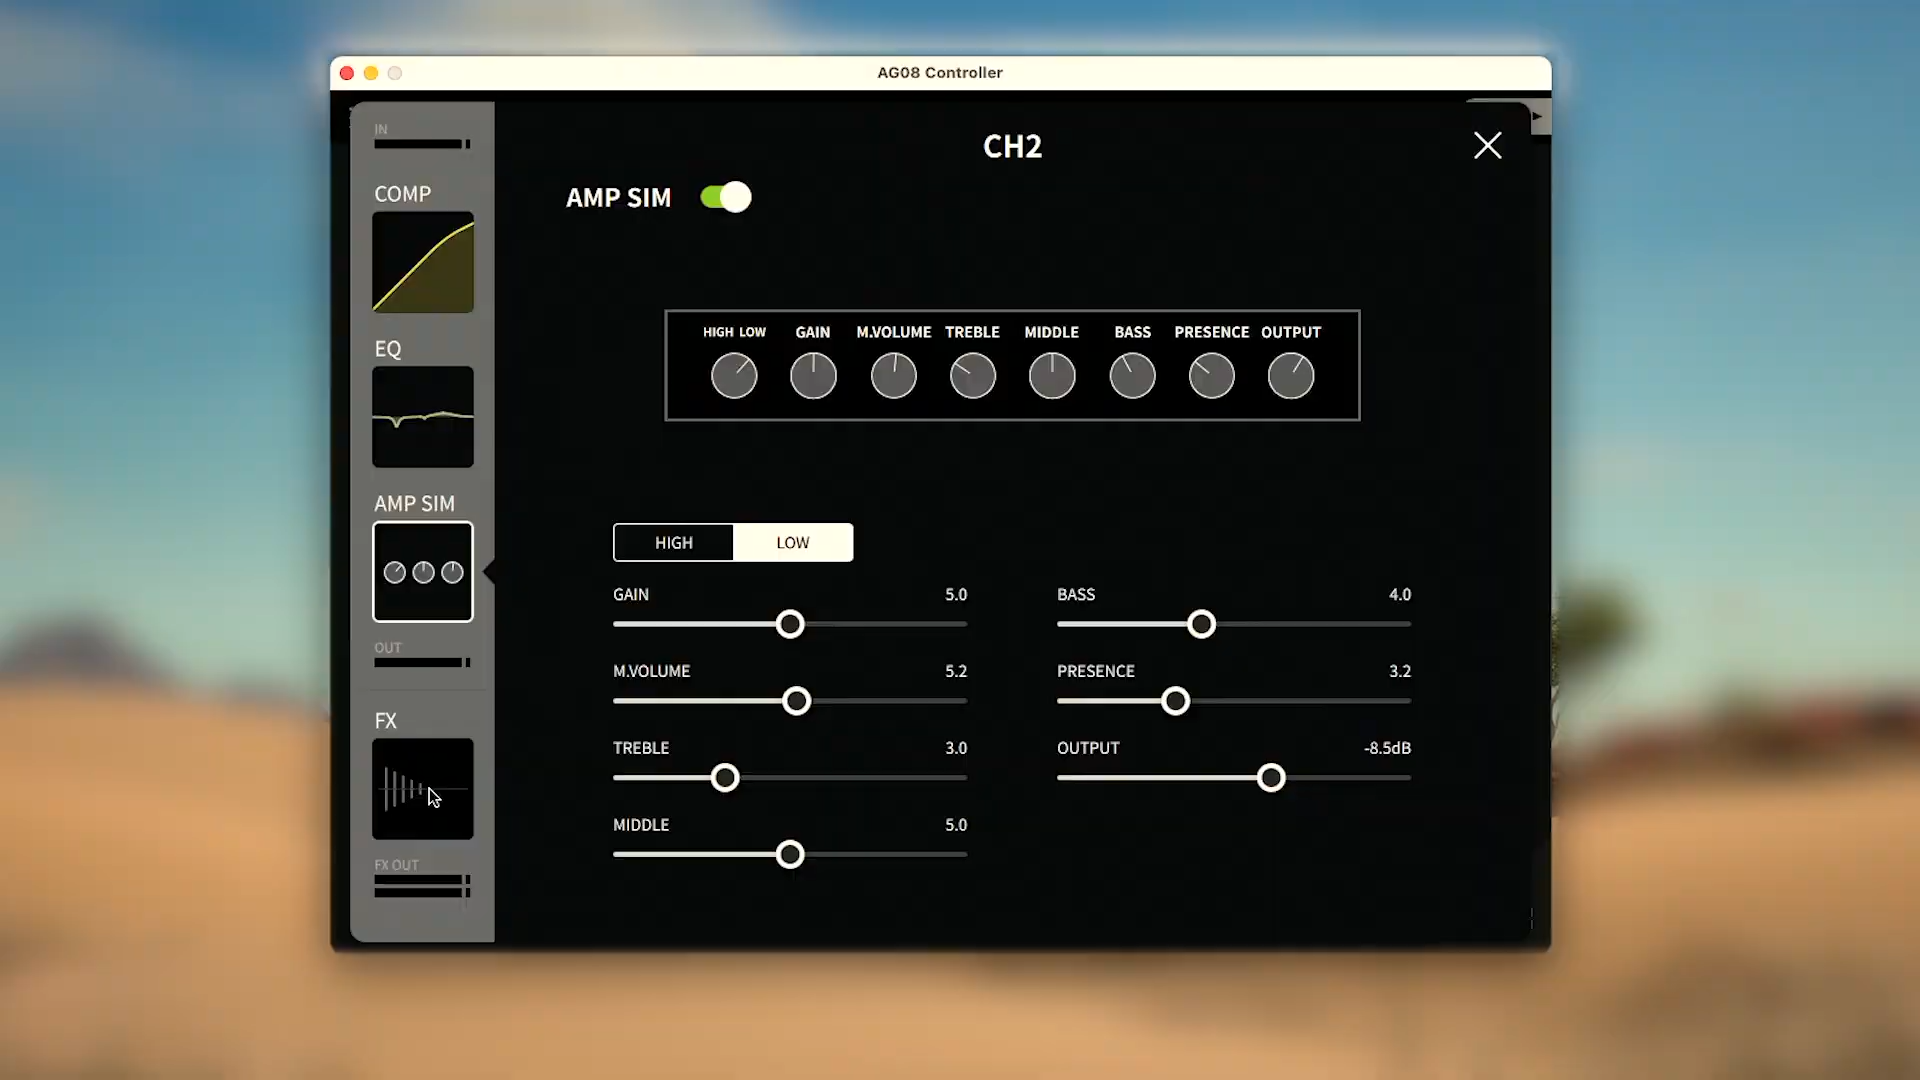 AG08 Controller
IN
COMP
EQ
AMP SIM
OUT
FX
FX OUT
CH2
AMP SIM
HIGH LOW GAIN M.VOLUME TREBLE MIDDLE BASS PRESENCE OUTPUT
HIGH LOW
GAIN 5.0
M.VOLUME 5.2
TREBLE 3.0
MIDDLE 5.0
BASS 4.0
PRESENCE 3.2
OUTPUT -8.5dB